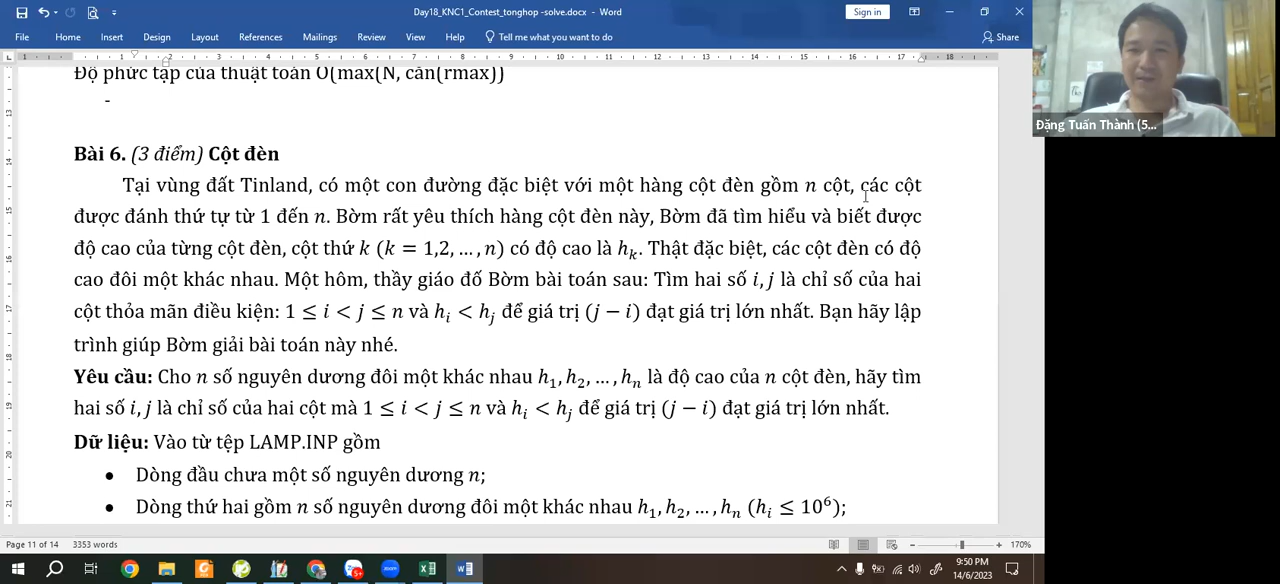 Day18_KNC1_Contest_tonghop -solve.docx - Word
Sign in
File Home Insert Design Layout References Mailings Review View Help Tell me what you want to do Share
Độ phức tạp của thuật toán O(max(N, căn(rmax))
-
Bài 6. (3 điểm) Cột đèn
Tại vùng đất Tinland, có một con đường đặc biệt với một hàng cột đèn gồm n cột, các cột
được đánh thứ tự từ 1 đến n. Bờm rất yêu thích hàng cột đèn này, Bờm đã tìm hiểu và biết được
độ cao của từng cột đèn, cột thứ k (k = 1,2, …, n) có độ cao là hₖ. Thật đặc biệt, các cột đèn có độ
cao đôi một khác nhau. Một hôm, thầy giáo đố Bờm bài toán sau: Tìm hai số i, j là chỉ số của hai
cột thỏa mãn điều kiện: 1 ≤ i < j ≤ n và hᵢ < hⱼ để giá trị (j − i) đạt giá trị lớn nhất. Bạn hãy lập
trình giúp Bờm giải bài toán này nhé.
Yêu cầu: Cho n số nguyên dương đôi một khác nhau h₁, h₂, …, hₙ là độ cao của n cột đèn, hãy tìm
hai số i, j là chỉ số của hai cột mà 1 ≤ i < j ≤ n và hᵢ < hⱼ để giá trị (j − i) đạt giá trị lớn nhất.
Dữ liệu: Vào từ tệp LAMP.INP gồm
• Dòng đầu chưa một số nguyên dương n;
• Dòng thứ hai gồm n số nguyên dương đôi một khác nhau h₁, h₂, …, hₙ (hᵢ ≤ 10⁶);
Đặng Tuấn Thành (5...
Page 11 of 14 3353 words 170%
9:50 PM
14/6/2023